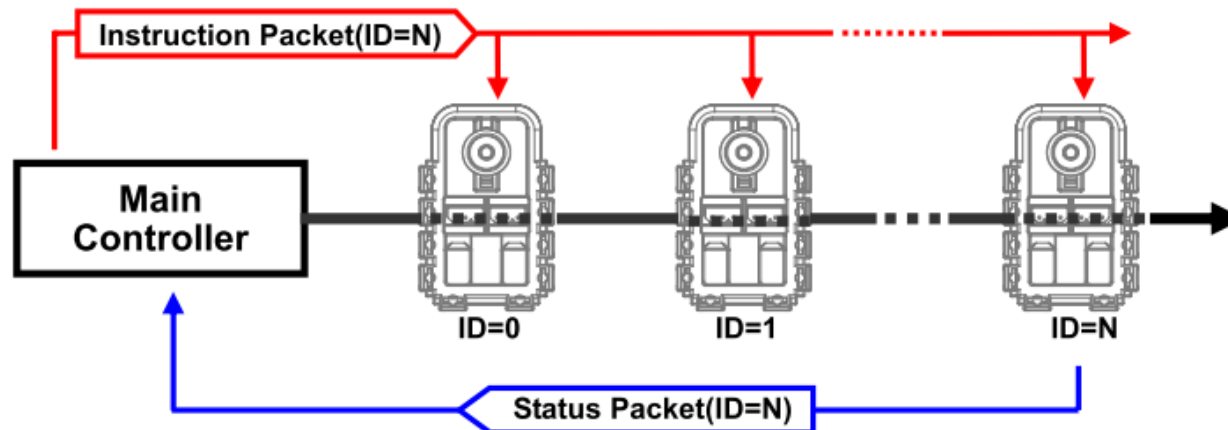 Instruction Packet(ID=N)
Main
Controller
ID=0
ID=1
ID=N
Status Packet(ID=N)